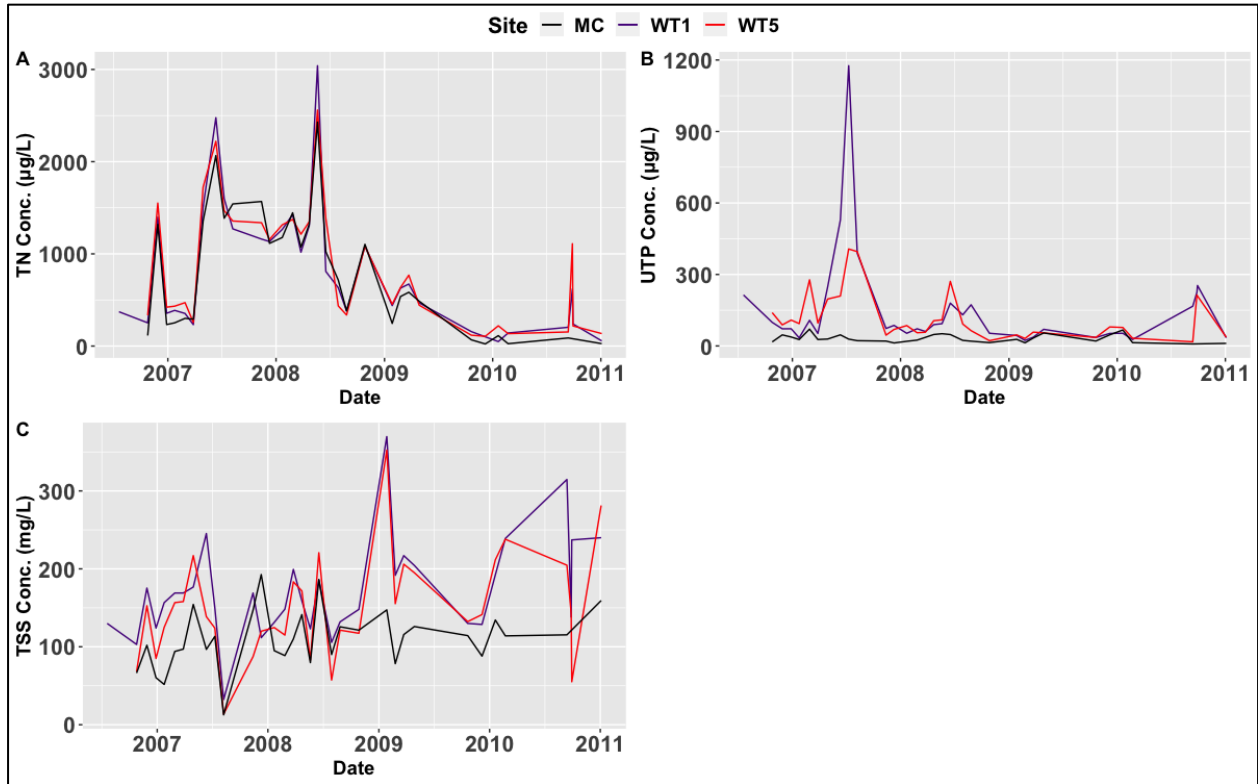 Site MC WT1 WT5
A
TN Conc. (µg/L)
3000
2000
1000
0
2007 2008 2009 2010 2011
Date
B
UTP Conc. (µg/L)
1200
900
600
300
0
2007 2008 2009 2010 2011
Date
C
TSS Conc. (mg/L)
300
200
100
0
2007 2008 2009 2010 2011
Date